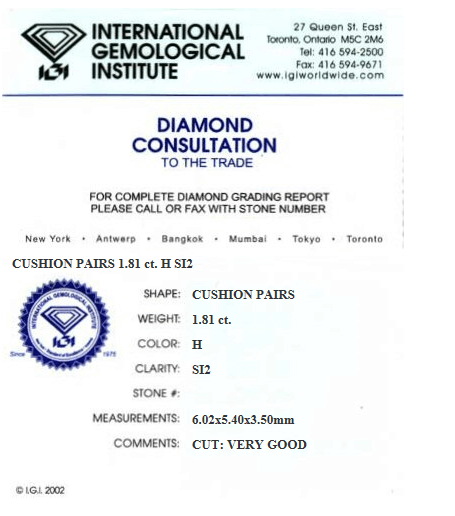 INTERNATIONAL
GEMOLOGICAL
INSTITUTE
IGI
27 Queen St. East
Toronto, Ontario M5C 2M6
Tel: 416 594-2500
Fax: 416 594-9671
www.igiworldwide.com
DIAMOND
CONSULTATION
TO THE TRADE
FOR COMPLETE DIAMOND GRADING REPORT
PLEASE CALL OR FAX WITH STONE NUMBER
New York • Antwerp • Bangkok • Mumbai • Tokyo • Toronto
CUSHION PAIRS 1.81 ct. H SI2
INTERNATIONAL GEMOLOGICAL INSTITUTE
IGI
Since 1975
SHAPE: CUSHION PAIRS
WEIGHT: 1.81 ct.
COLOR: H
CLARITY: SI2
STONE #:
MEASUREMENTS: 6.02x5.40x3.50mm
COMMENTS: CUT: VERY GOOD
© I.G.I. 2002